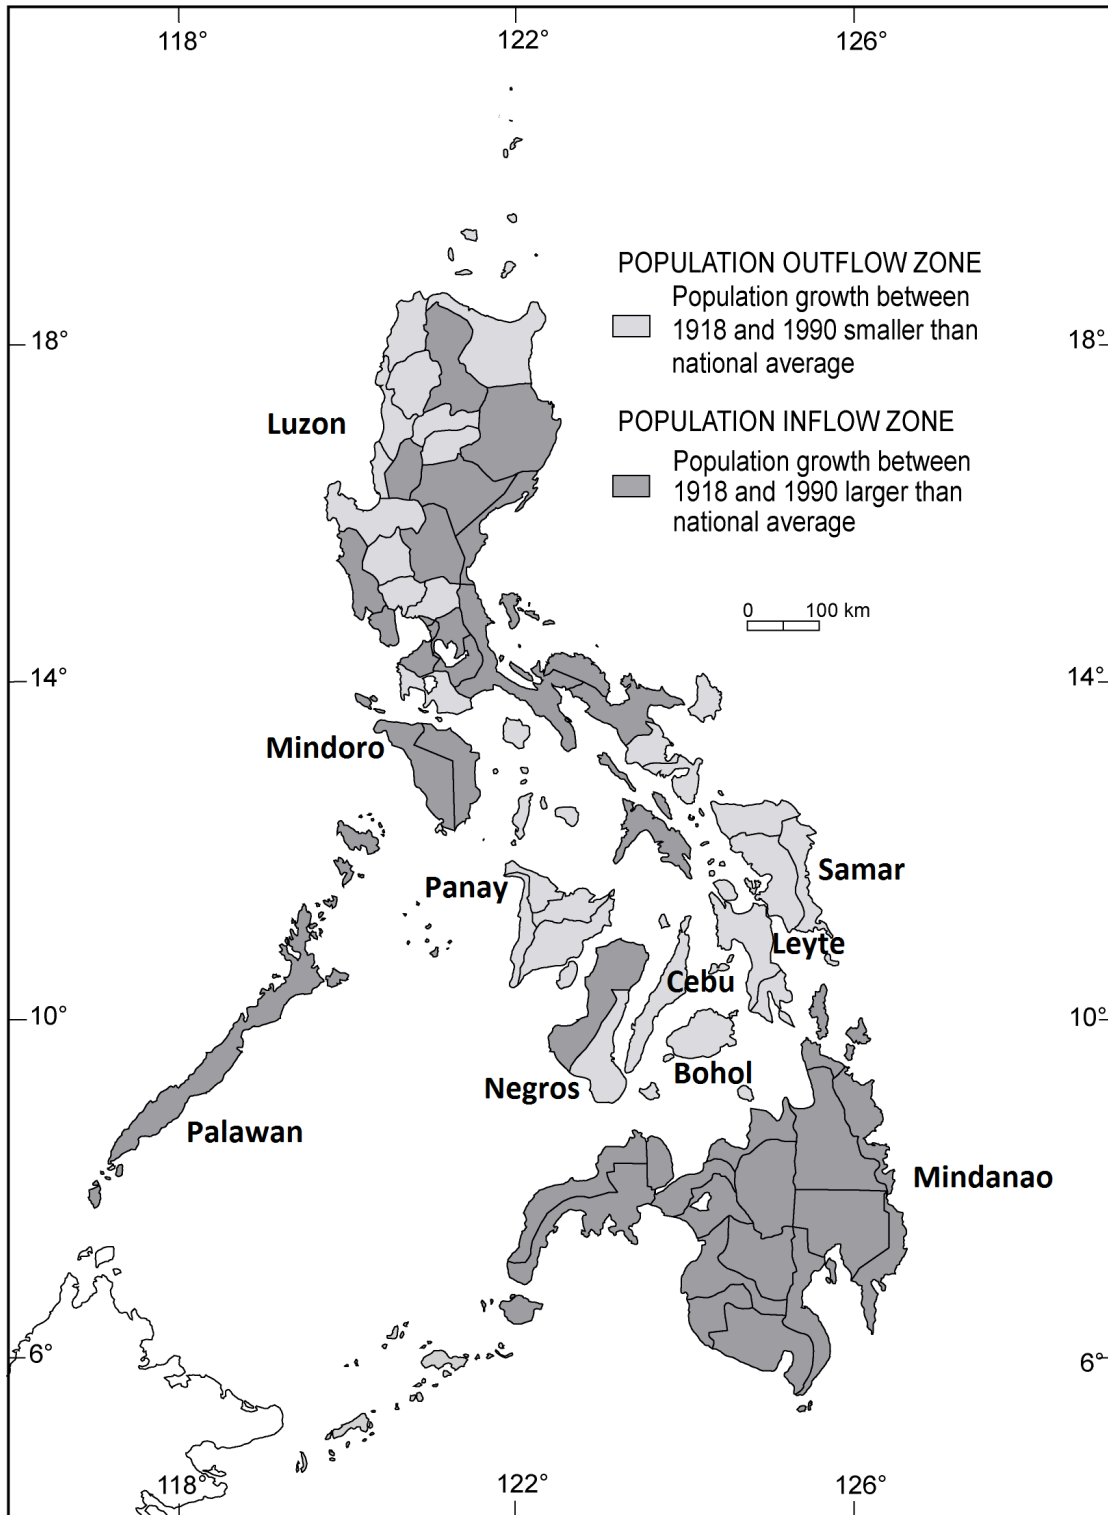 118°
122°
126°
POPULATION OUTFLOW ZONE
Population growth between
1918 and 1990 smaller than
national average
18°
18°
Luzon
POPULATION INFLOW ZONE
Population growth between
1918 and 1990 larger than
national average
0
100 km
14°
14°
Mindoro
Samar
Panay
Leyte
Cebu
10°
10°
Bohol
Negros
Palawan
Mindanao
6°
6°
118°
122°
126°